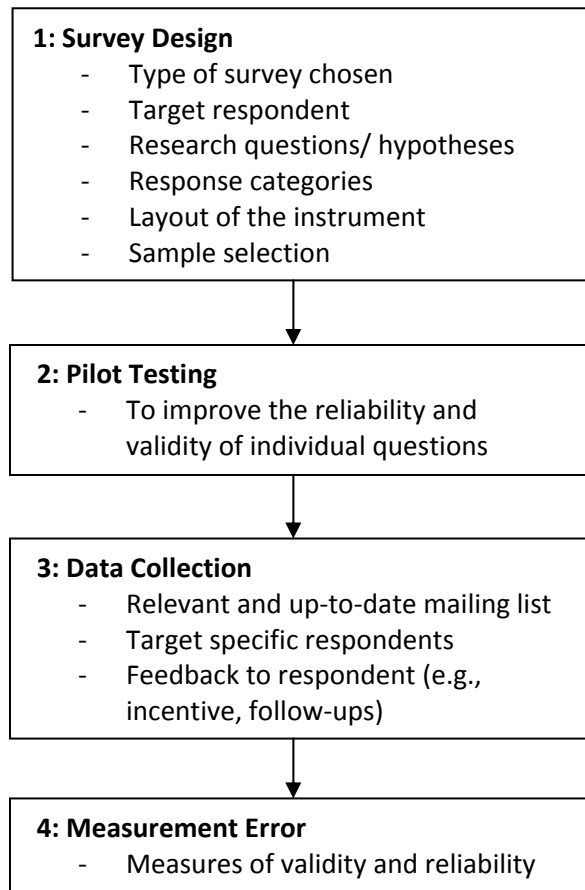 1: Survey Design
- Type of survey chosen
- Target respondent
- Research questions/ hypotheses
- Response categories
- Layout of the instrument
- Sample selection
2: Pilot Testing
- To improve the reliability and
validity of individual questions
3: Data Collection
- Relevant and up-to-date mailing list
- Target specific respondents
- Feedback to respondent (e.g.,
incentive, follow-ups)
4: Measurement Error
- Measures of validity and reliability